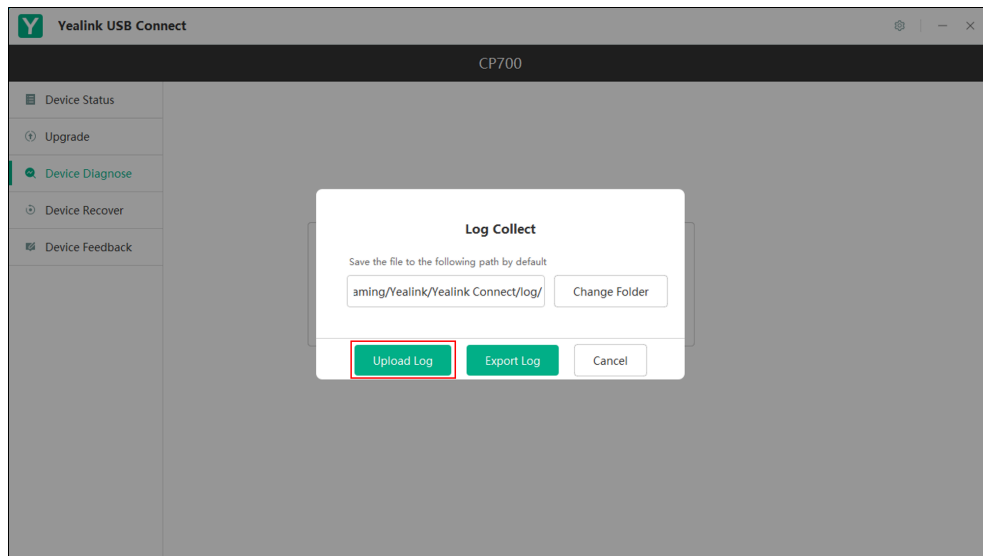 Y Yealink USB Connect
CP700
Device Status
Upgrade
Device Diagnose
Device Recover
Device Feedback
Log Collect
Save the file to the following path by default
aming/Yealink/Yealink Connect/log/ Change Folder
Upload Log Export Log Cancel